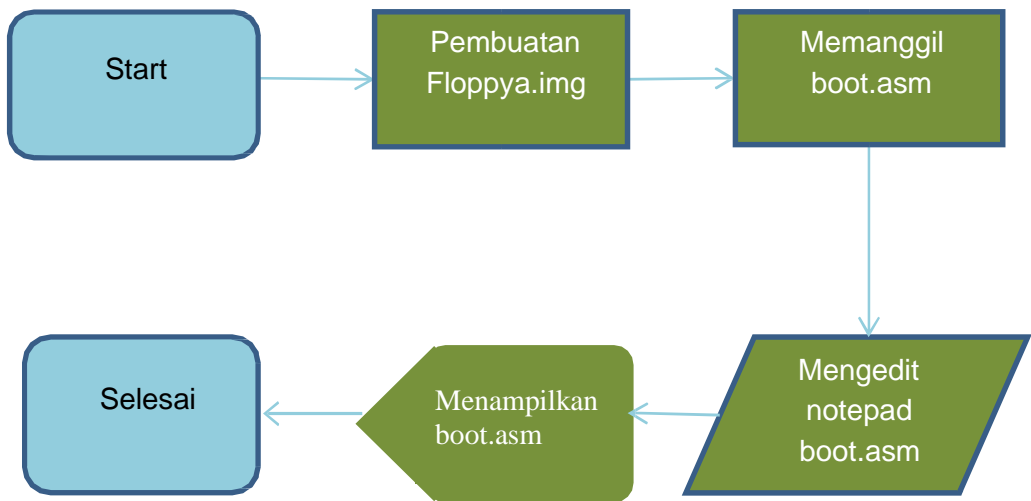 Start
Pembuatan
Floppya.img
Memanggil
boot.asm
Mengedit
notepad
boot.asm
Menampilkan
boot.asm
Selesai